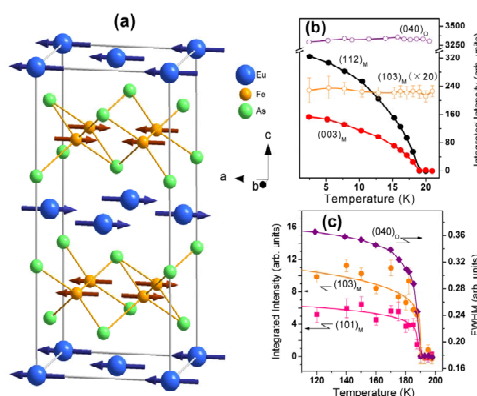 (a)
Eu
Fe
As
c
a
b
(b)
3500
3250
320
240
160
80
0
(040)O
(112)M
(103)M (×20)
(003)M
5
10
15
20
Temperature (K)
(c)
16
12
8
4
0
Integrated Intensity (arb. units)
(040)O
(103)M
(101)M
0.36
0.32
0.28
0.24
0.20
0.16
120
140
160
180
200
Temperature (K)